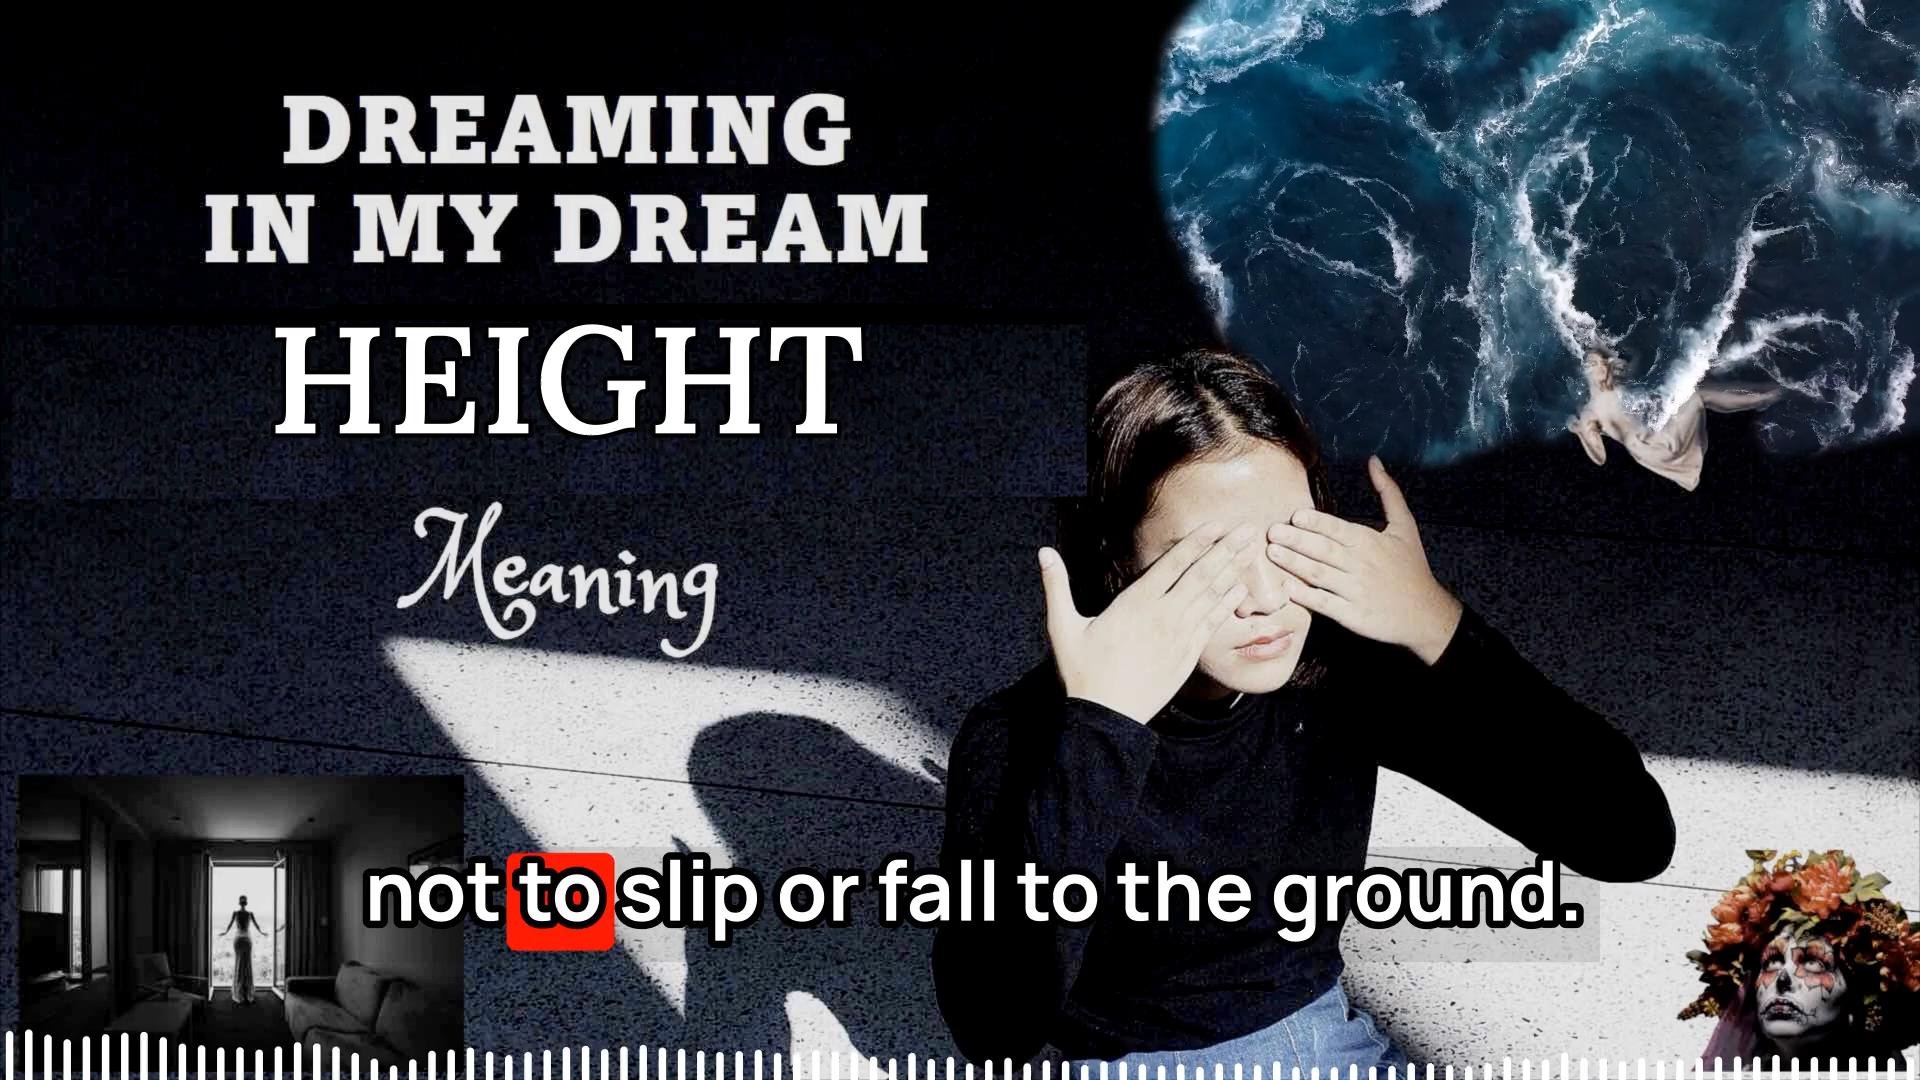 DREAMING
IN MY DREAM
HEIGHT
Meaning
not to slip or fall to the ground.